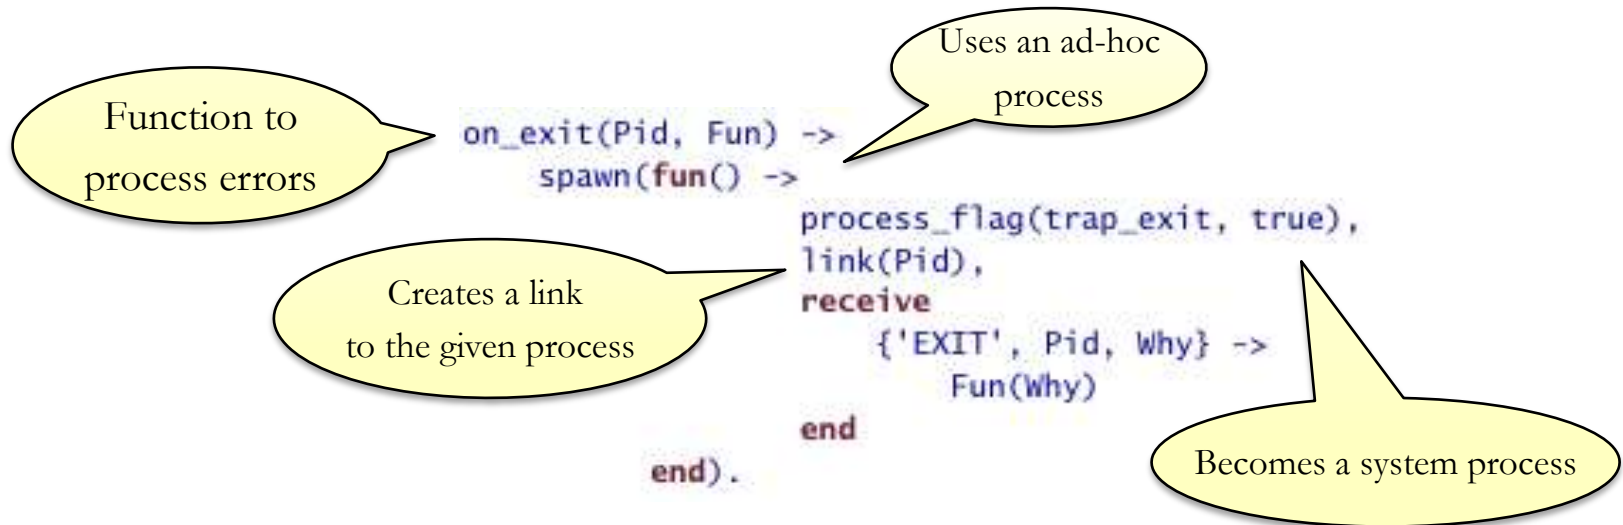 Uses an ad-hoc
process
Function to
process errors
on_exit(Pid, Fun) ->
spawn(fun() ->
process_flag(trap_exit, true),
link(Pid),
receive
{'EXIT', Pid, Why} ->
Fun(Why)
end
end).
Creates a link
to the given process
Becomes a system process